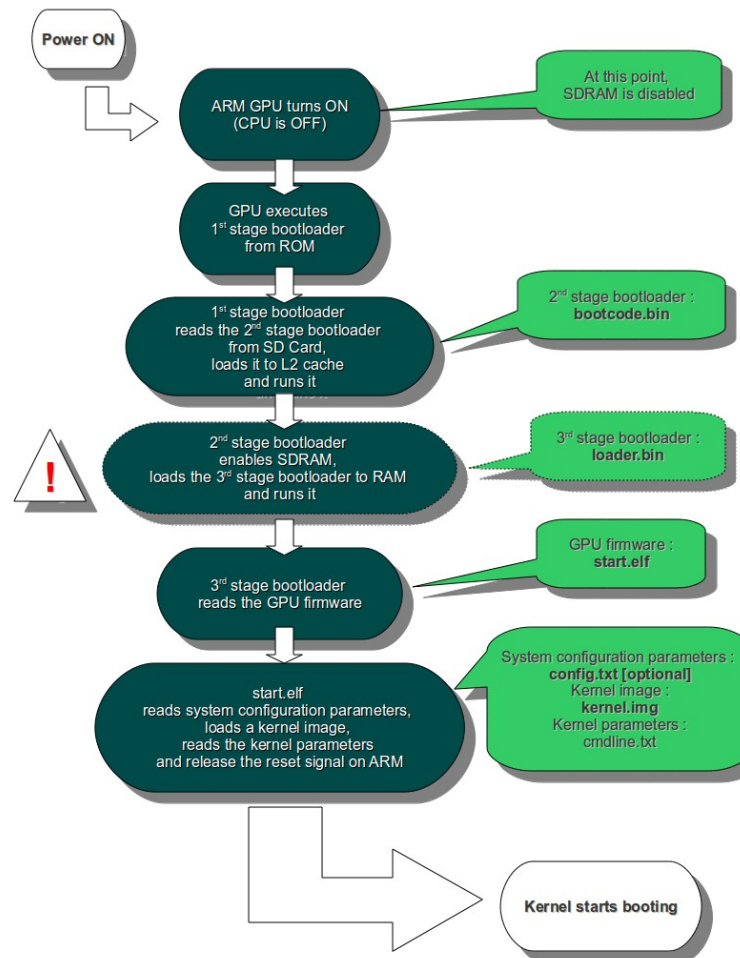 Power ON
ARM GPU turns ON
(CPU is OFF)
At this point,
SDRAM is disabled
GPU executes
1st stage bootloader
from ROM
1st stage bootloader
reads the 2nd stage bootloader
from SD Card,
loads it to L2 cache
and runs it
2nd stage bootloader :
bootcode.bin
!
2nd stage bootloader
enables SDRAM,
loads the 3rd stage bootloader to RAM
and runs it
3rd stage bootloader :
loader.bin
3rd stage bootloader
reads the GPU firmware
GPU firmware :
start.elf
start.elf
reads system configuration parameters,
loads a kernel image,
reads the kernel parameters
and release the reset signal on ARM
System configuration parameters :
config.txt [optional]
Kernel image :
kernel.img
Kernel parameters :
cmdline.txt
Kernel starts booting